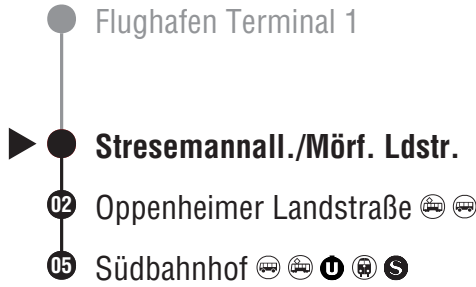 Flughafen Terminal 1
Stresemannall./Mörf. Ldstr.
02 Oppenheimer Landstraße
05 Südbahnhof U S